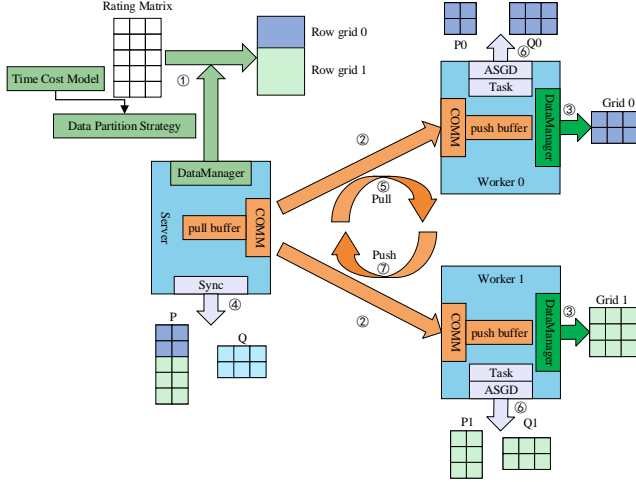 Rating Matrix
①
Row grid 0
Row grid 1
Time Cost Model
Data Partition Strategy
DataManager
Server
pull buffer
COMM
Sync
④
P
Q
②
②
⑤
Pull
Push
⑦
P0
Q0
⑥
ASGD
Task
COMM
push buffer
DataManager
Worker 0
③
Grid 0
Worker 1
COMM
push buffer
DataManager
③
Grid 1
Task
ASGD
⑥
P1
Q1